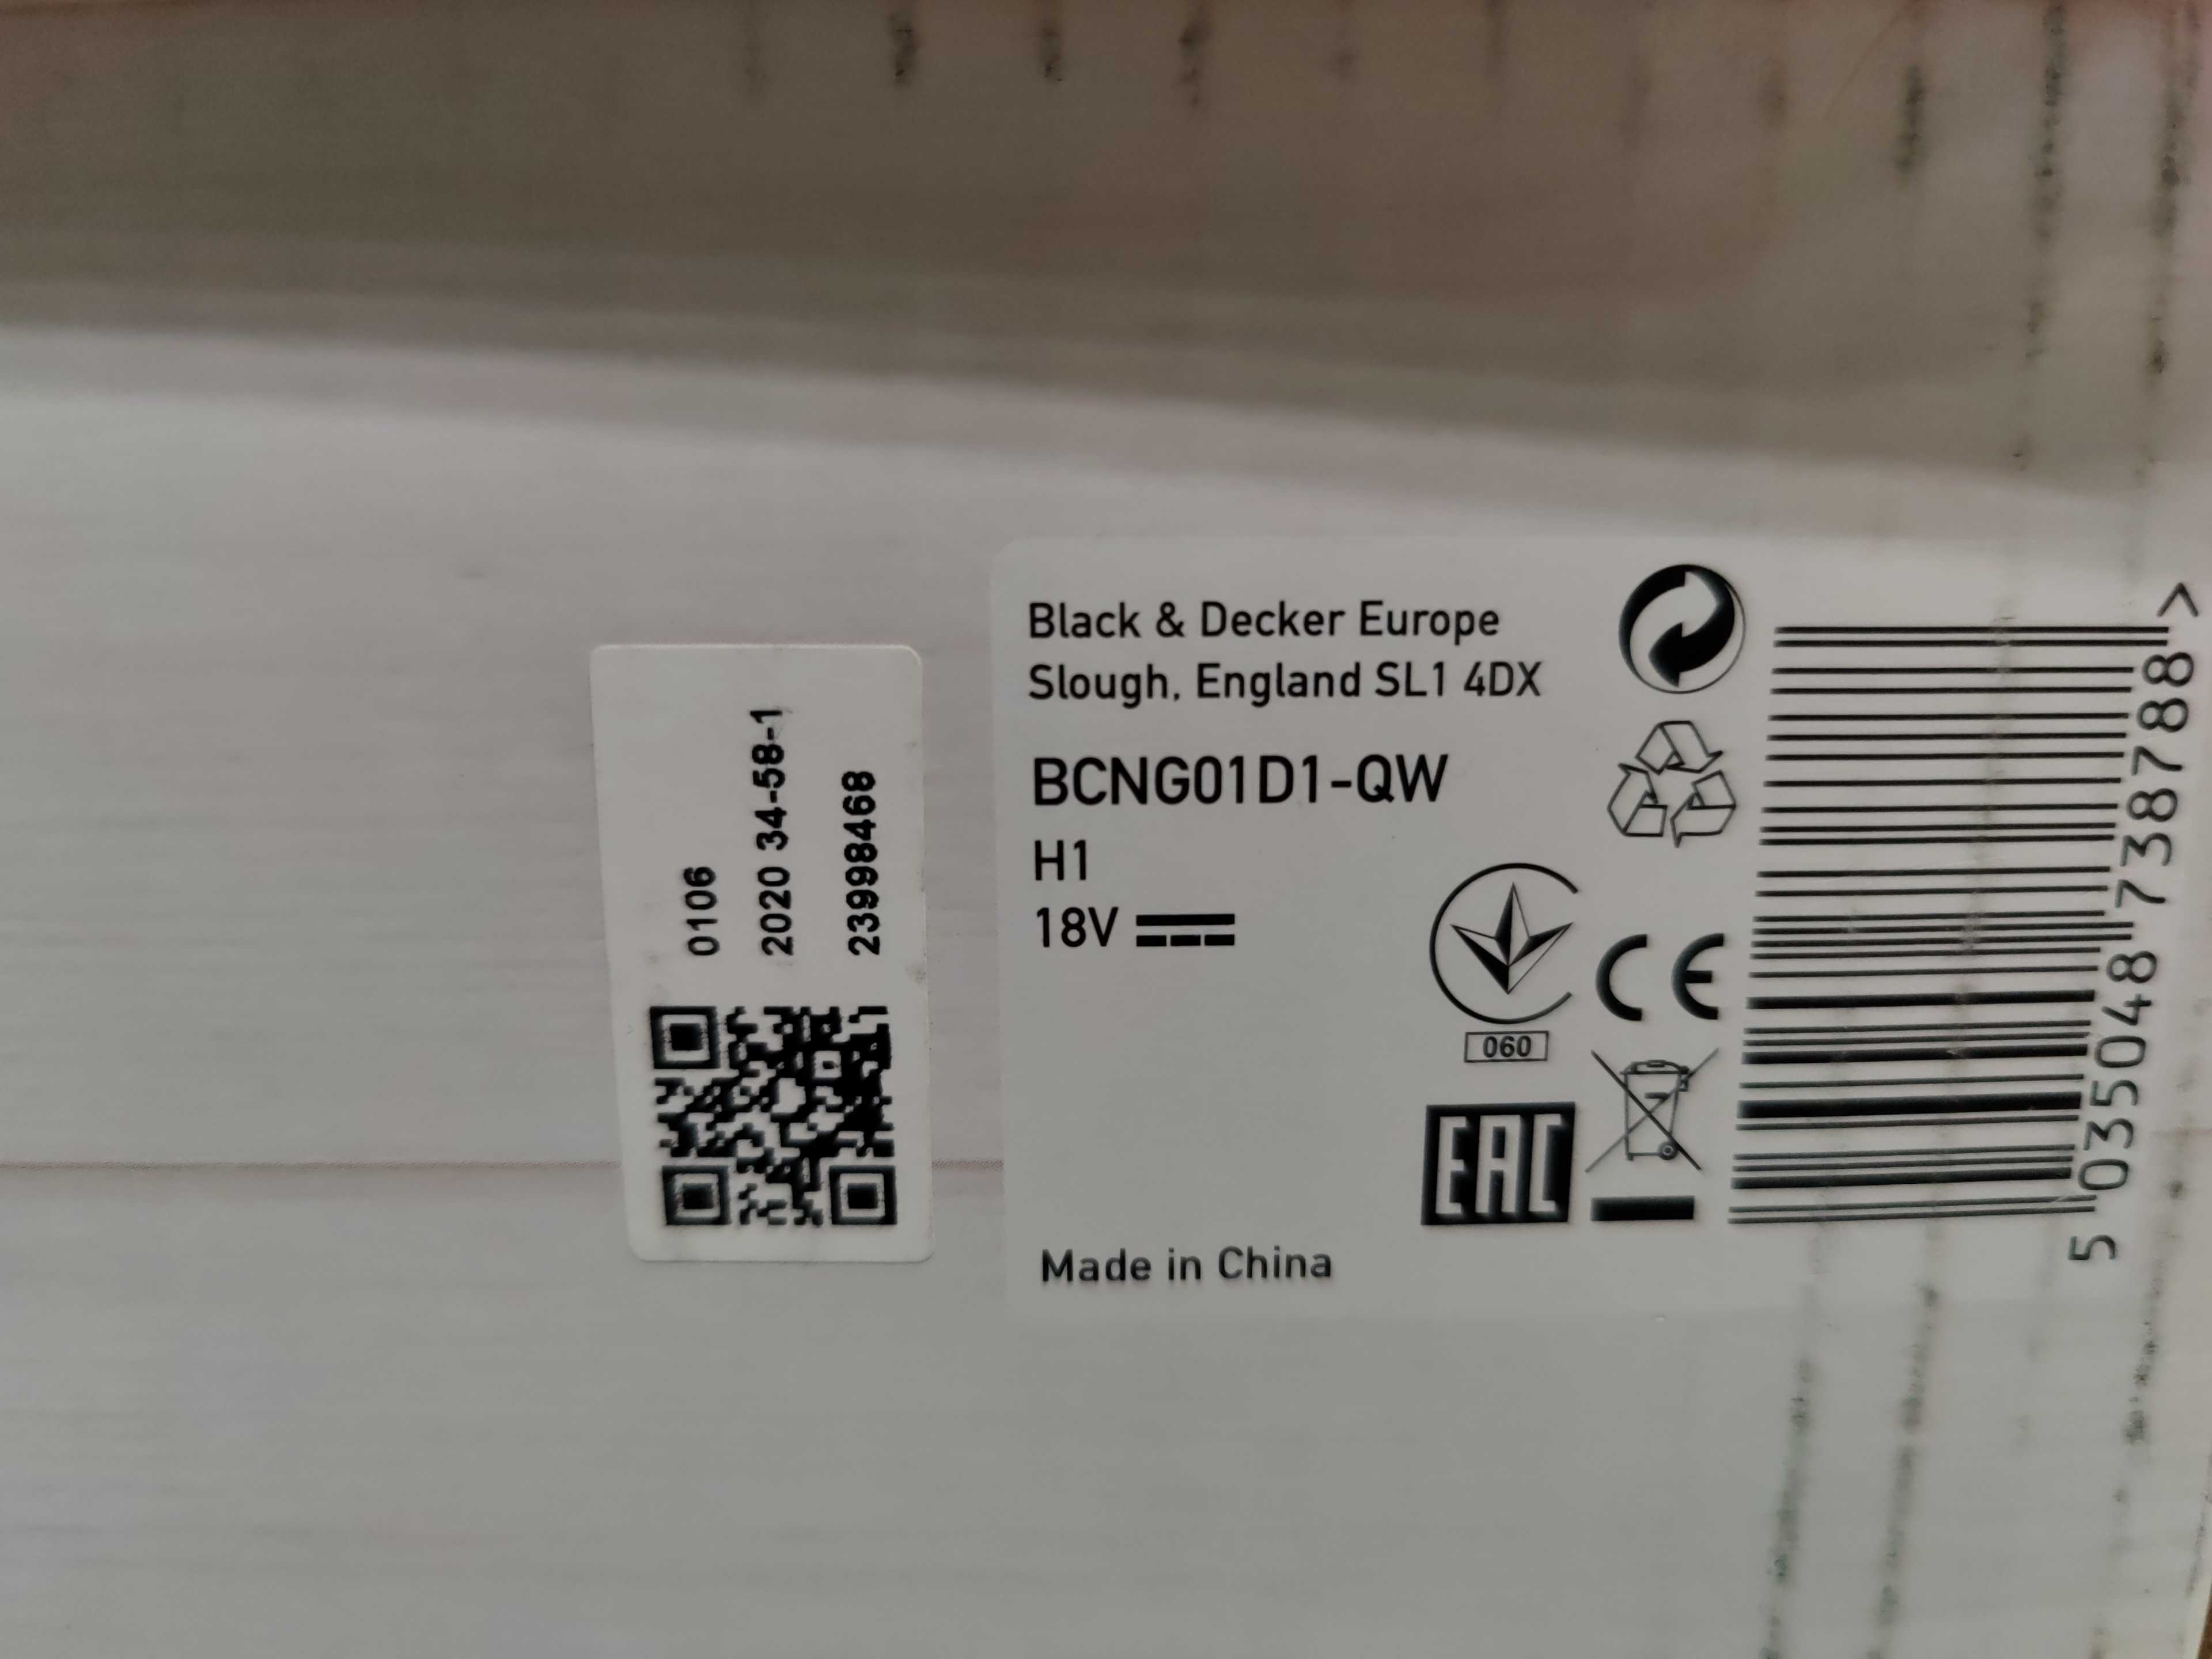 0106
2020 34-58-1
23998468
Black & Decker Europe
Slough, England SL1 4DX
BCNG01D1-QW
H1
18V
060
CE
EAC
Made in China
5 035048 738788 >